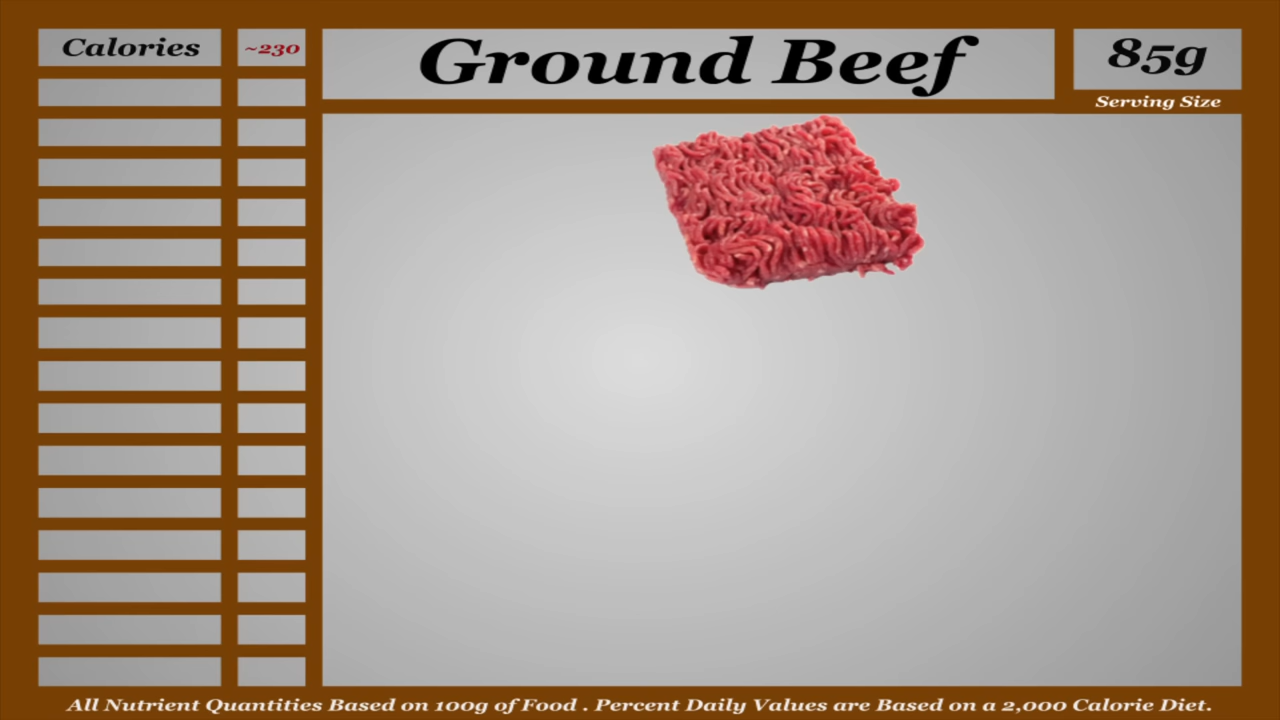 Calories
~230
Ground Beef
85g
Serving Size
All Nutrient Quantities Based on 100g of Food . Percent Daily Values are Based on a 2,000 Calorie Diet.